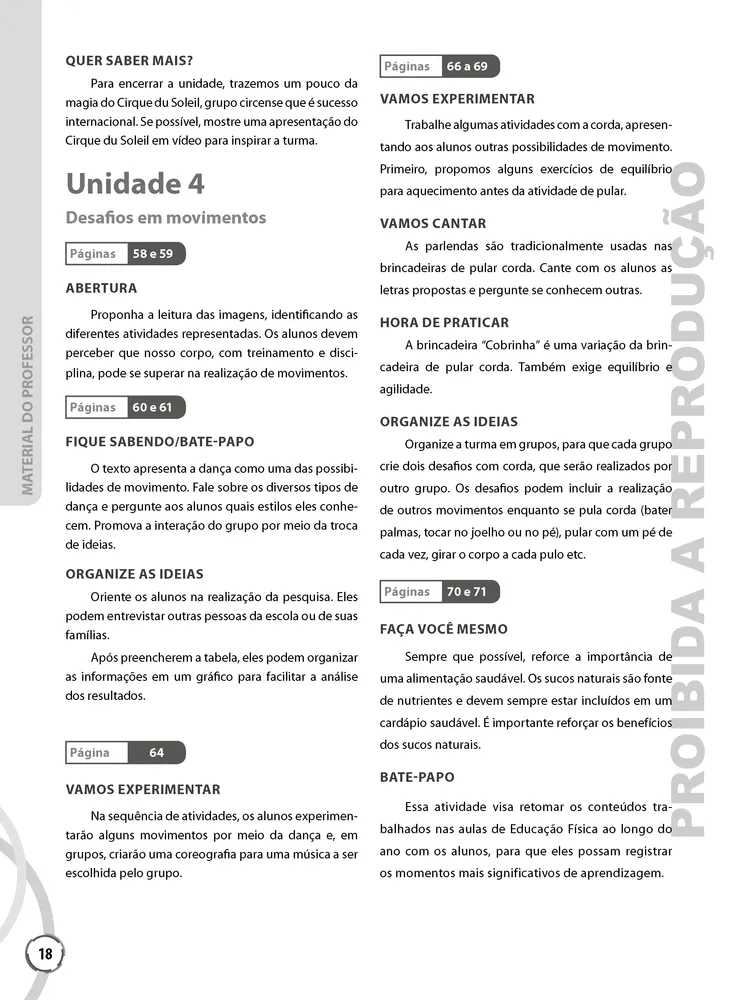 MATERIAL DO PROFESSOR
QUER SABER MAIS?
Para encerrar a unidade, trazemos um pouco da
magia do Cirque du Soleil, grupo circense que é sucesso
internacional. Se possível, mostre uma apresentação do
Cirque du Soleil em vídeo para inspirar a turma.
Unidade 4
Desafios em movimentos
Páginas 58 e 59
ABERTURA
Proponha a leitura das imagens, identificando as
diferentes atividades representadas. Os alunos devem
perceber que nosso corpo, com treinamento e disci-
plina, pode se superar na realização de movimentos.
Páginas 60 e 61
FIQUE SABENDO/BATE-PAPO
O texto apresenta a dança como uma das possibi-
lidades de movimento. Fale sobre os diversos tipos de
dança e pergunte aos alunos quais estilos eles conhe-
cem. Promova a interação do grupo por meio da troca
de ideias.
ORGANIZE AS IDEIAS
Oriente os alunos na realização da pesquisa. Eles
podem entrevistar outras pessoas da escola ou de suas
famílias.
Após preencherem a tabela, eles podem organizar
as informações em um gráfico para facilitar a análise
dos resultados.
Página 64
VAMOS EXPERIMENTAR
Na sequência de atividades, os alunos experimen-
tarão alguns movimentos por meio da dança e, em
grupos, criarão uma coreografia para uma música a ser
escolhida pelo grupo.
Páginas 66 a 69
VAMOS EXPERIMENTAR
Trabalhe algumas atividades com a corda, apresen-
tando aos alunos outras possibilidades de movimento.
Primeiro, propomos alguns exercícios de equilíbrio
para aquecimento antes da atividade de pular.
VAMOS CANTAR
As parlendas são tradicionalmente usadas nas
brincadeiras de pular corda. Cante com os alunos as
letras propostas e pergunte se conhecem outras.
HORA DE PRATICAR
A brincadeira “Cobrinha” é uma variação da brin-
cadeira de pular corda. Também exige equilíbrio e
agilidade.
ORGANIZE AS IDEIAS
Organize a turma em grupos, para que cada grupo
crie dois desafios com corda, que serão realizados por
outro grupo. Os desafios podem incluir a realização
de outros movimentos enquanto se pula corda (bater
palmas, tocar no joelho ou no pé), pular com um pé de
cada vez, girar o corpo a cada pulo etc.
Páginas 70 e 71
FAÇA VOCÊ MESMO
Sempre que possível, reforce a importância de
uma alimentação saudável. Os sucos naturais são fonte
de nutrientes e devem sempre estar incluídos em um
cardápio saudável. É importante reforçar os benefícios
dos sucos naturais.
BATE-PAPO
Essa atividade visa retomar os conteúdos tra-
balhados nas aulas de Educação Física ao longo do
ano com os alunos, para que eles possam registrar
os momentos mais significativos de aprendizagem.
PROIBIDA A REPRODUÇÃO
18